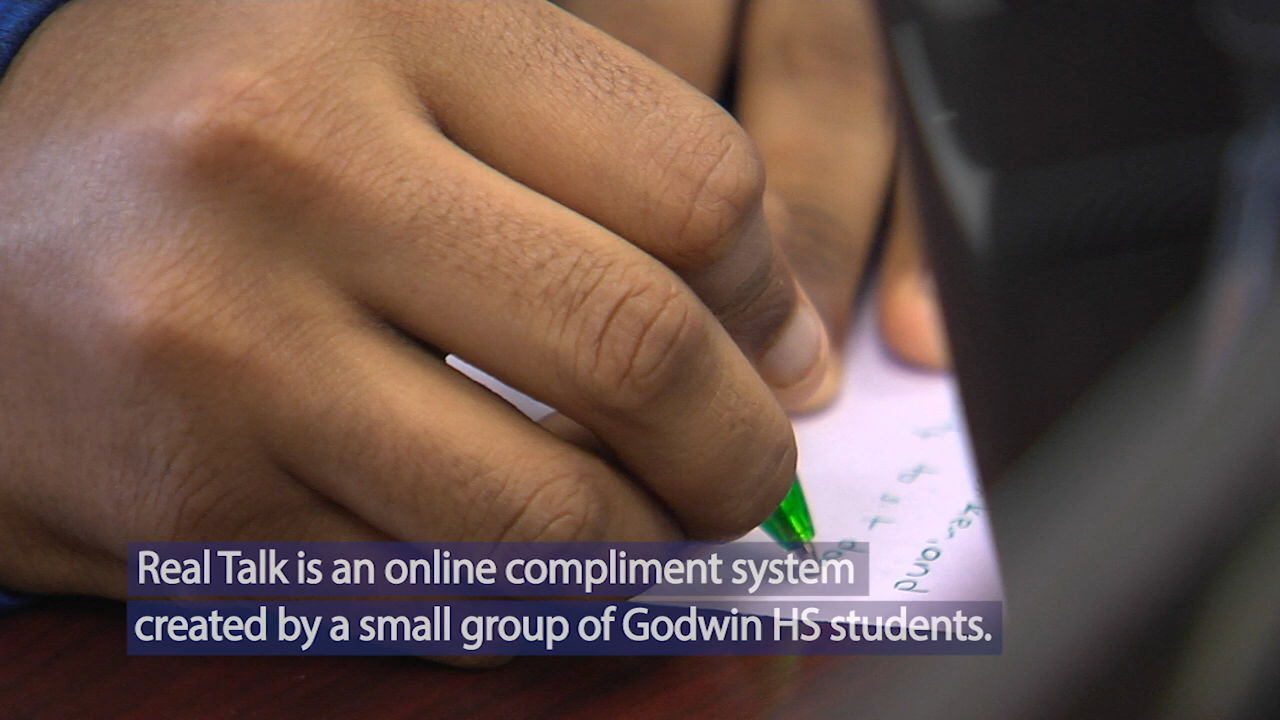 Real Talk is an online compliment system
created by a small group of Godwin HS students.